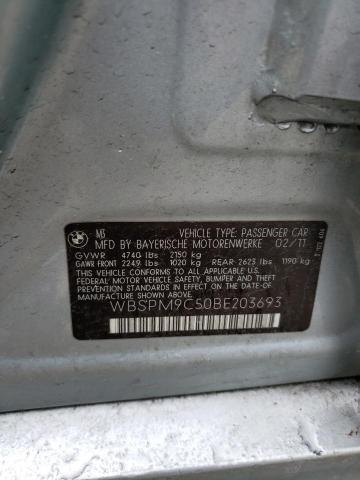 BMW
M3
VEHICLE TYPE: PASSENGER CAR
MFD BY BAYERISCHE MOTORENWERKE 02/11
GVWR 4740 lbs 2150 kg
GAWR FRONT 2249 lbs 1020 kg REAR 2623 lbs 1190 kg
THIS VEHICLE CONFORMS TO ALL APPLICABLE U.S.
FEDERAL MOTOR VEHICLE SAFETY, BUMPER, AND
THEFT PREVENTION STANDARDS IN EFFECT ON THE
DATE OF MANUFACTURE SHOWN ABOVE.
WBSPM9C50BE203693